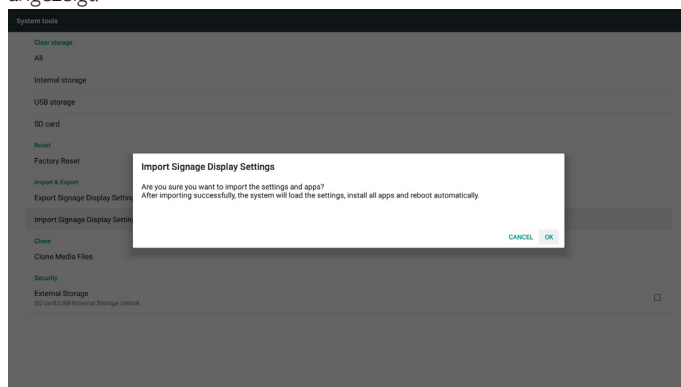 angezeigt.
System tools
Clear storage
All
Internal storage
USB storage
SD card
Reset
Factory Reset
Import & Export
Export Signage Display Setting
Import Signage Display Setting
Import Signage Display Settings
Are you sure you want to import the settings and apps?
After importing successfully, the system will load the settings, install all apps and reboot automatically.
CANCEL OK
Clone
Clone Media Files
Security
External Storage
SD card/USB External Storage Unlock